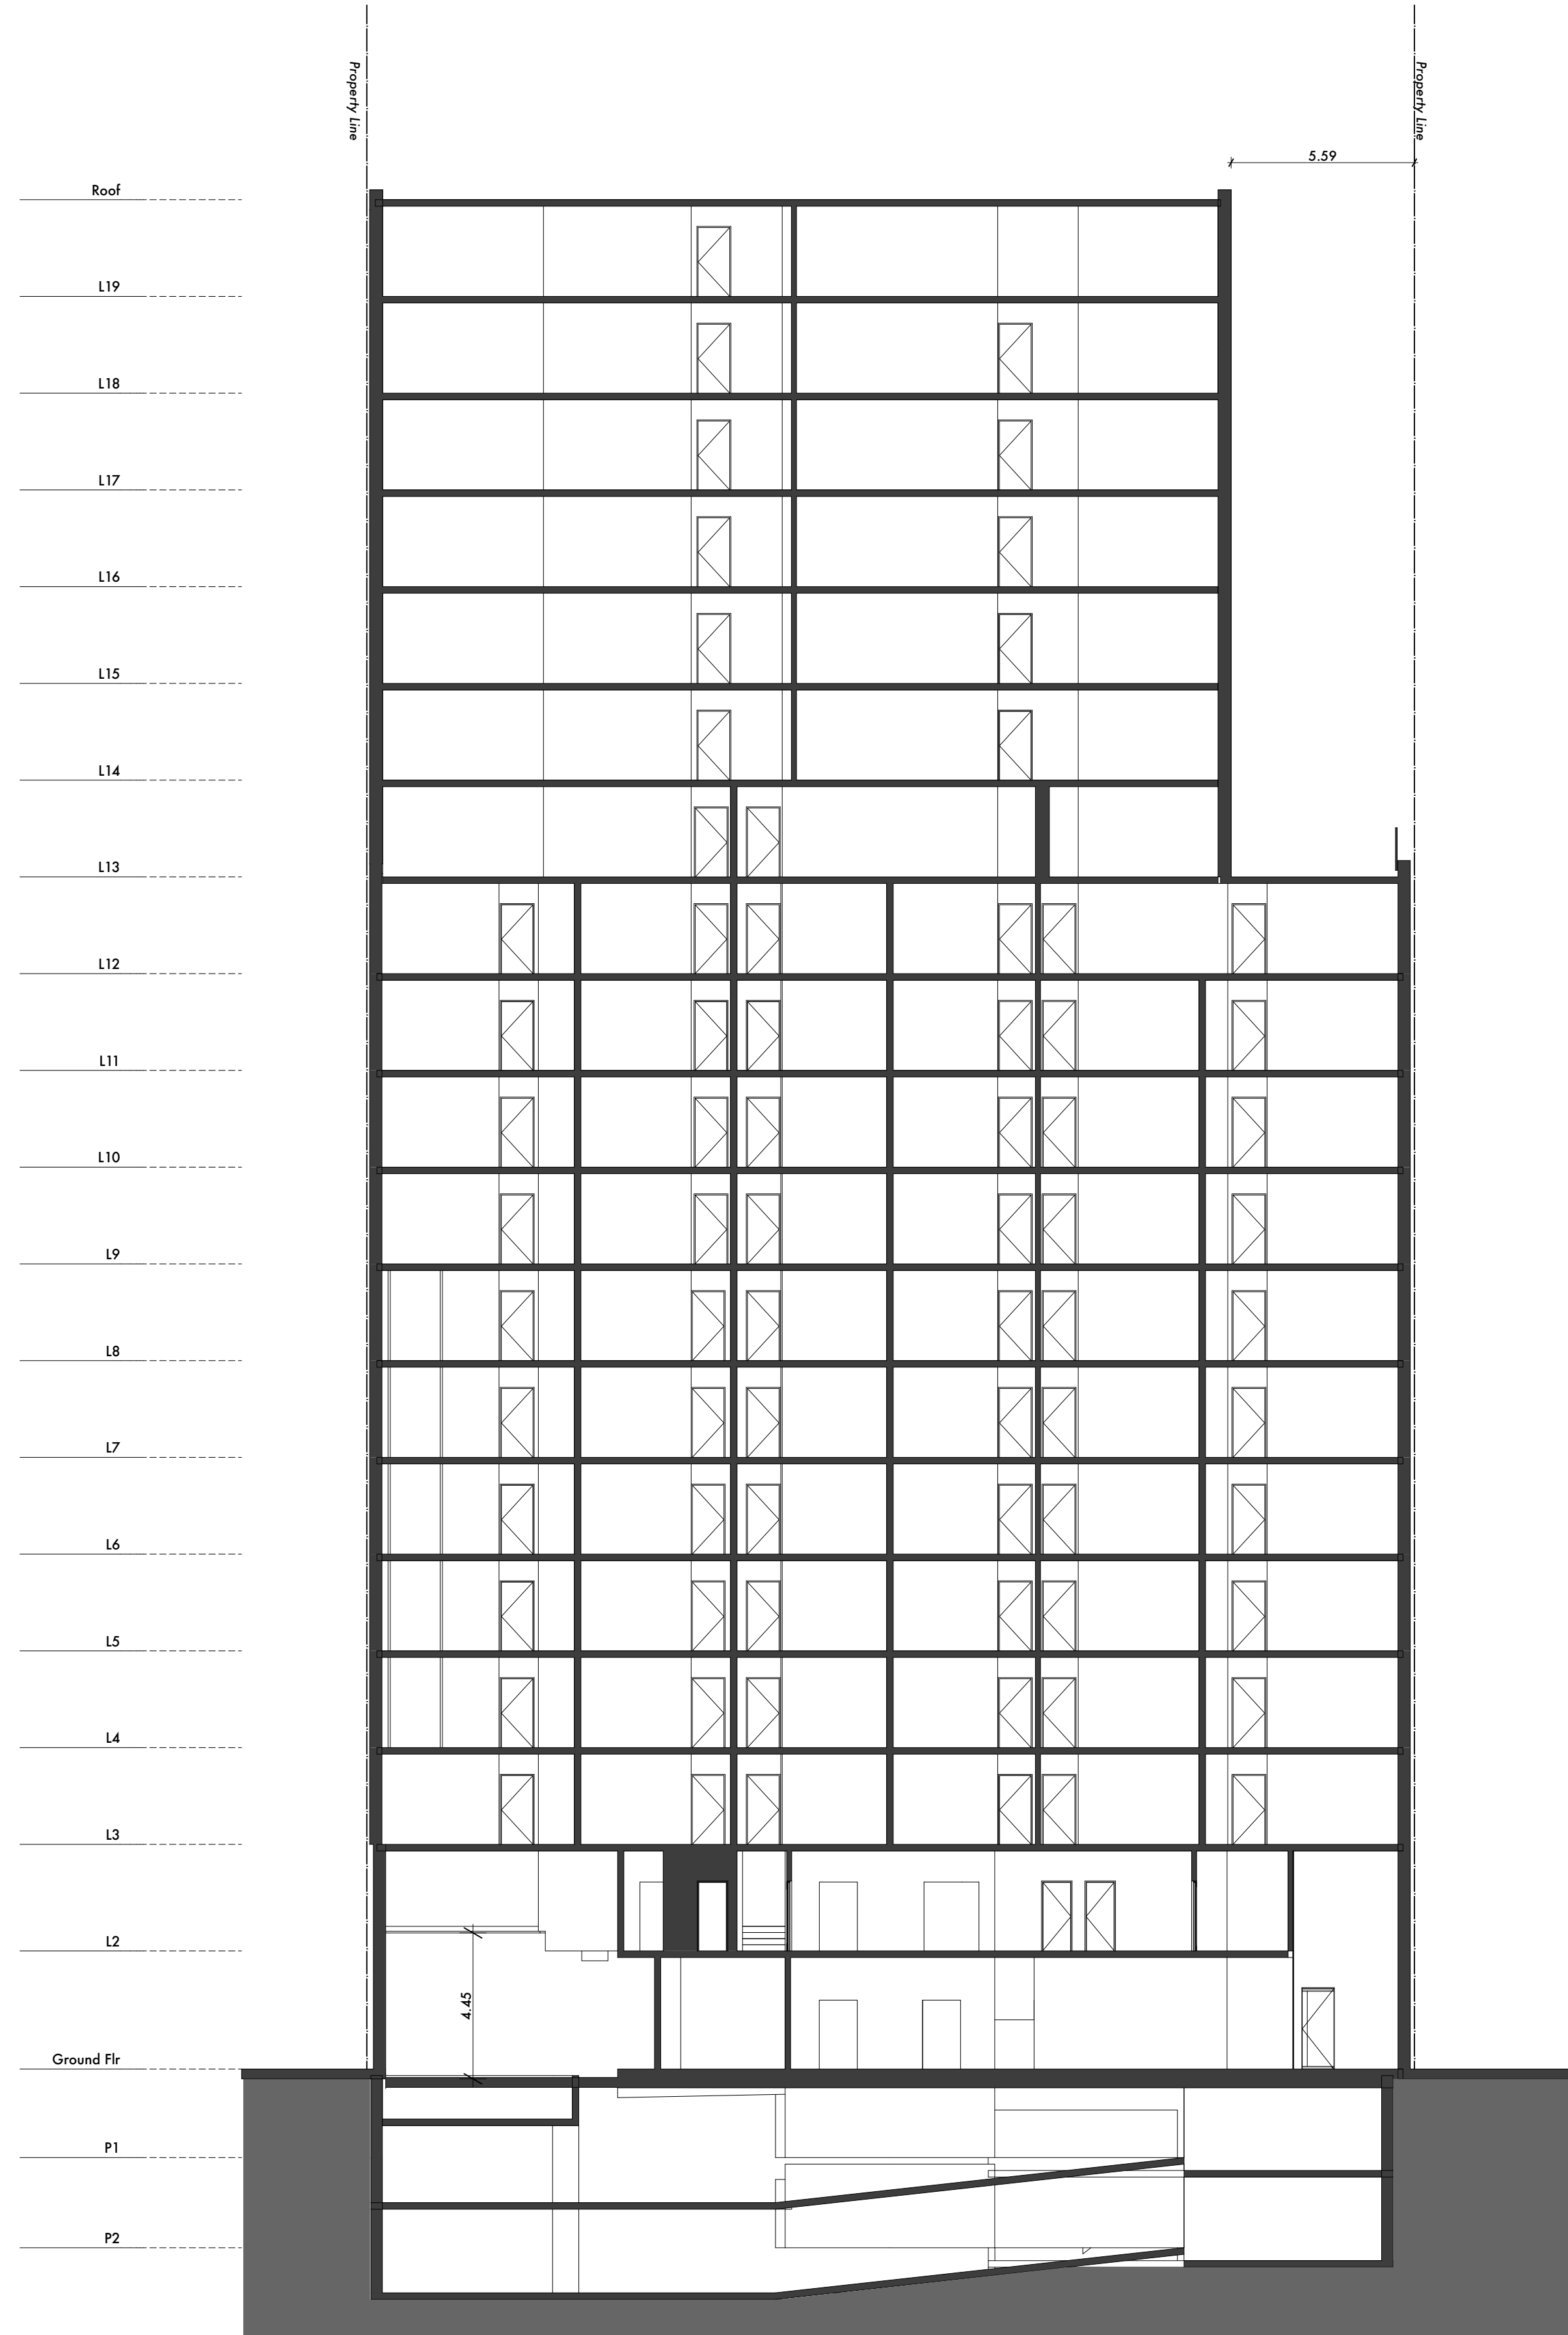 Property Line
Property Line
5.59
Roof
L19
L18
L17
L16
L15
L14
L13
L12
L11
L10
L9
L8
L7
L6
L5
L4
L3
L2
4.45
Ground Flr
P1
P2